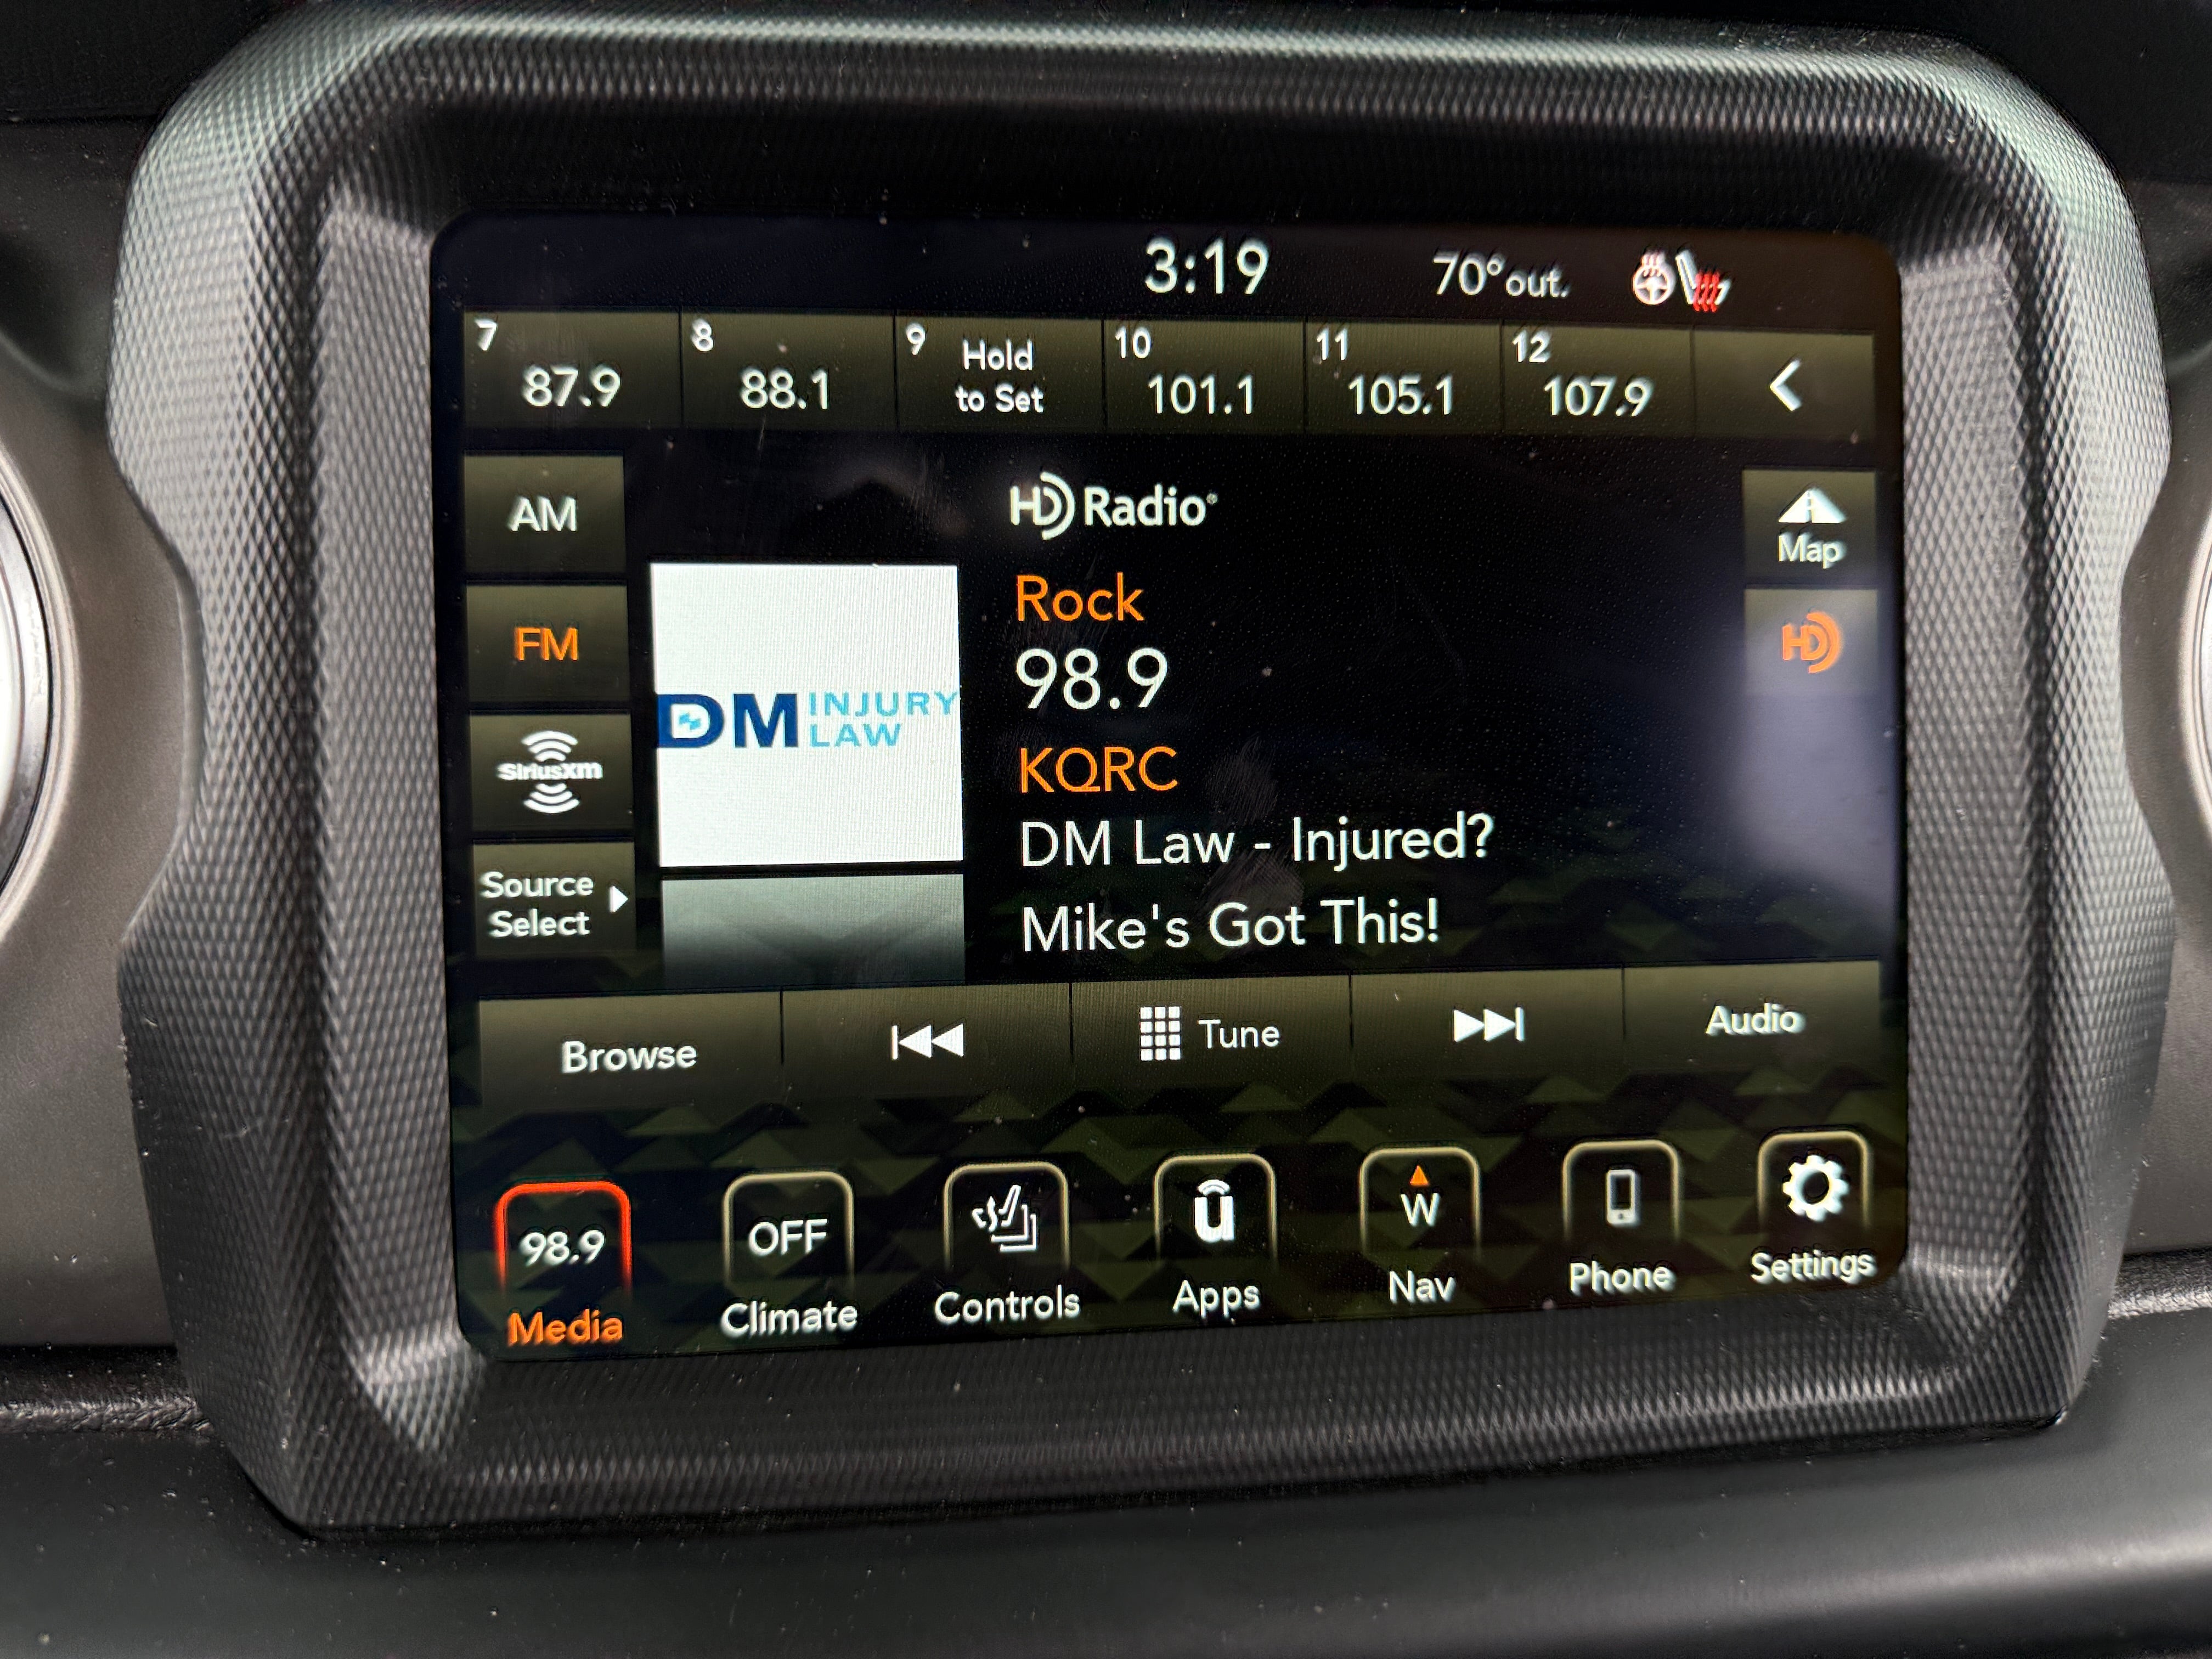 3:19 70° out.
7 8 9 Hold 10 11 12
87.9 88.1 to Set 101.1 105.1 107.9
AM
HD Radio®
Map
Rock
FM
HD
98.9
DM INJURY
LAW
SiriusXM
KQRC
DM Law - Injured?
Source
Select
Mike's Got This!
Browse Tune Audio
98.9 OFF u W
Media Climate Controls Apps Nav Phone Settings